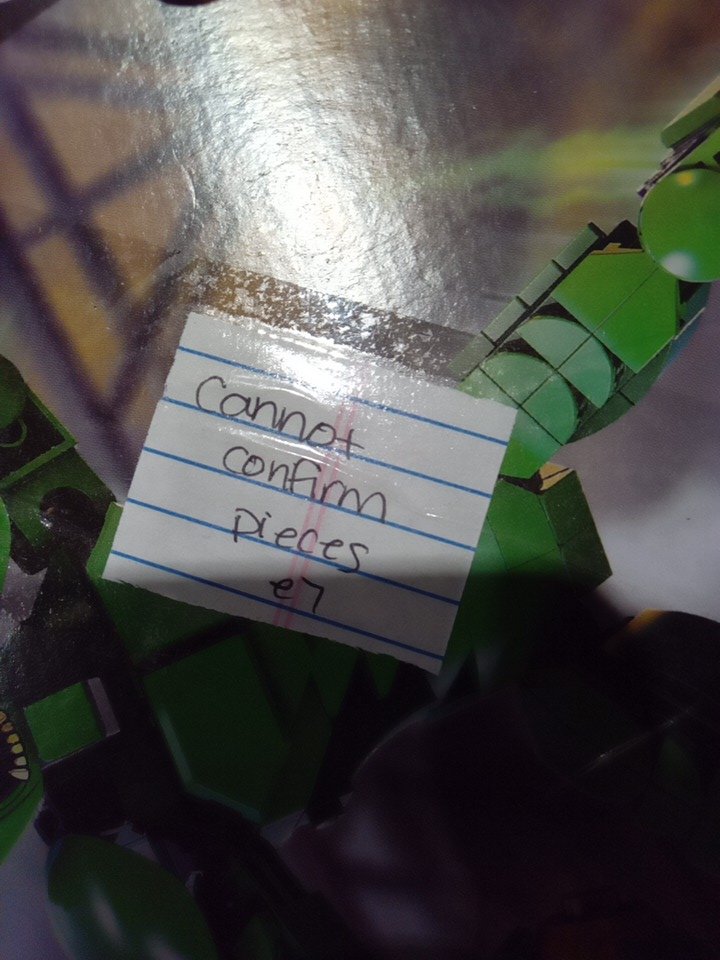 Cannot
confirm
pieces
e7